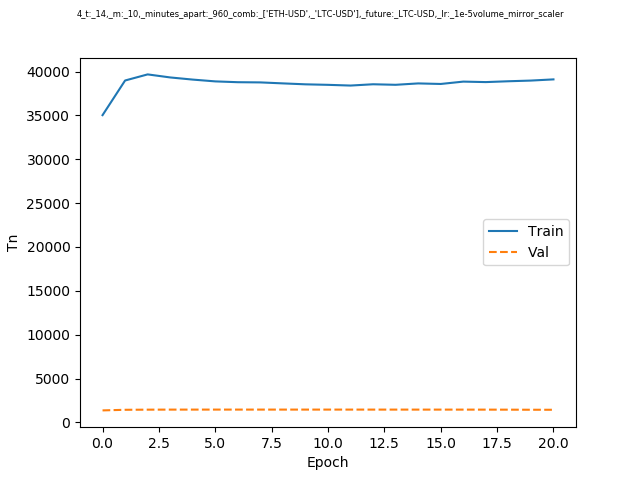 4_t:_14,_m:_10,_minutes_apart:_960_comb:_['ETH-USD',_'LTC-USD'],_future:_LTC-USD,_lr:_1e-5volume_mirror_scaler
40000
35000
30000
25000
20000
15000
10000
5000
0
Tn
Train
Val
0.0 2.5 5.0 7.5 10.0 12.5 15.0 17.5 20.0
Epoch